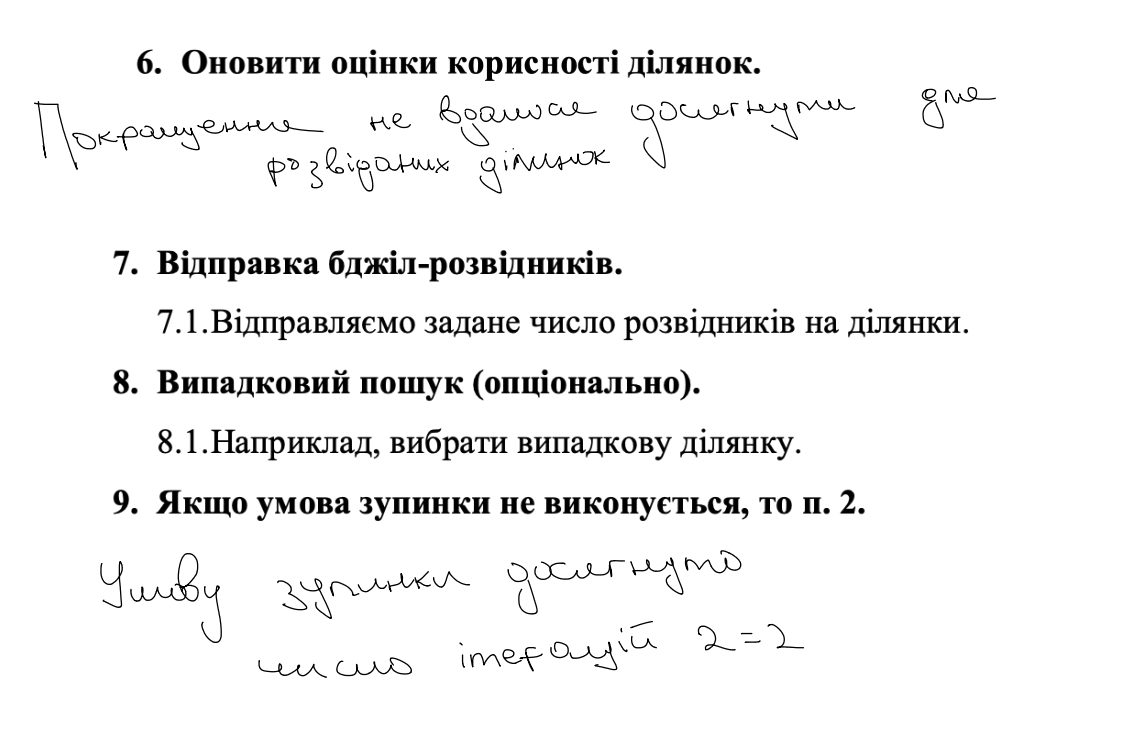 6. Оновити оцінки корисності ділянок.
Покращення не вдалося досягнути для
розвіданих ділянок
7. Відправка бджіл-розвідників.
7.1.Відправляємо задане число розвідників на ділянки.
8. Випадковий пошук (опціонально).
8.1.Наприклад, вибрати випадкову ділянку.
9. Якщо умова зупинки не виконується, то п. 2.
Умову зупинки досягнуто
число ітерацій 2=2